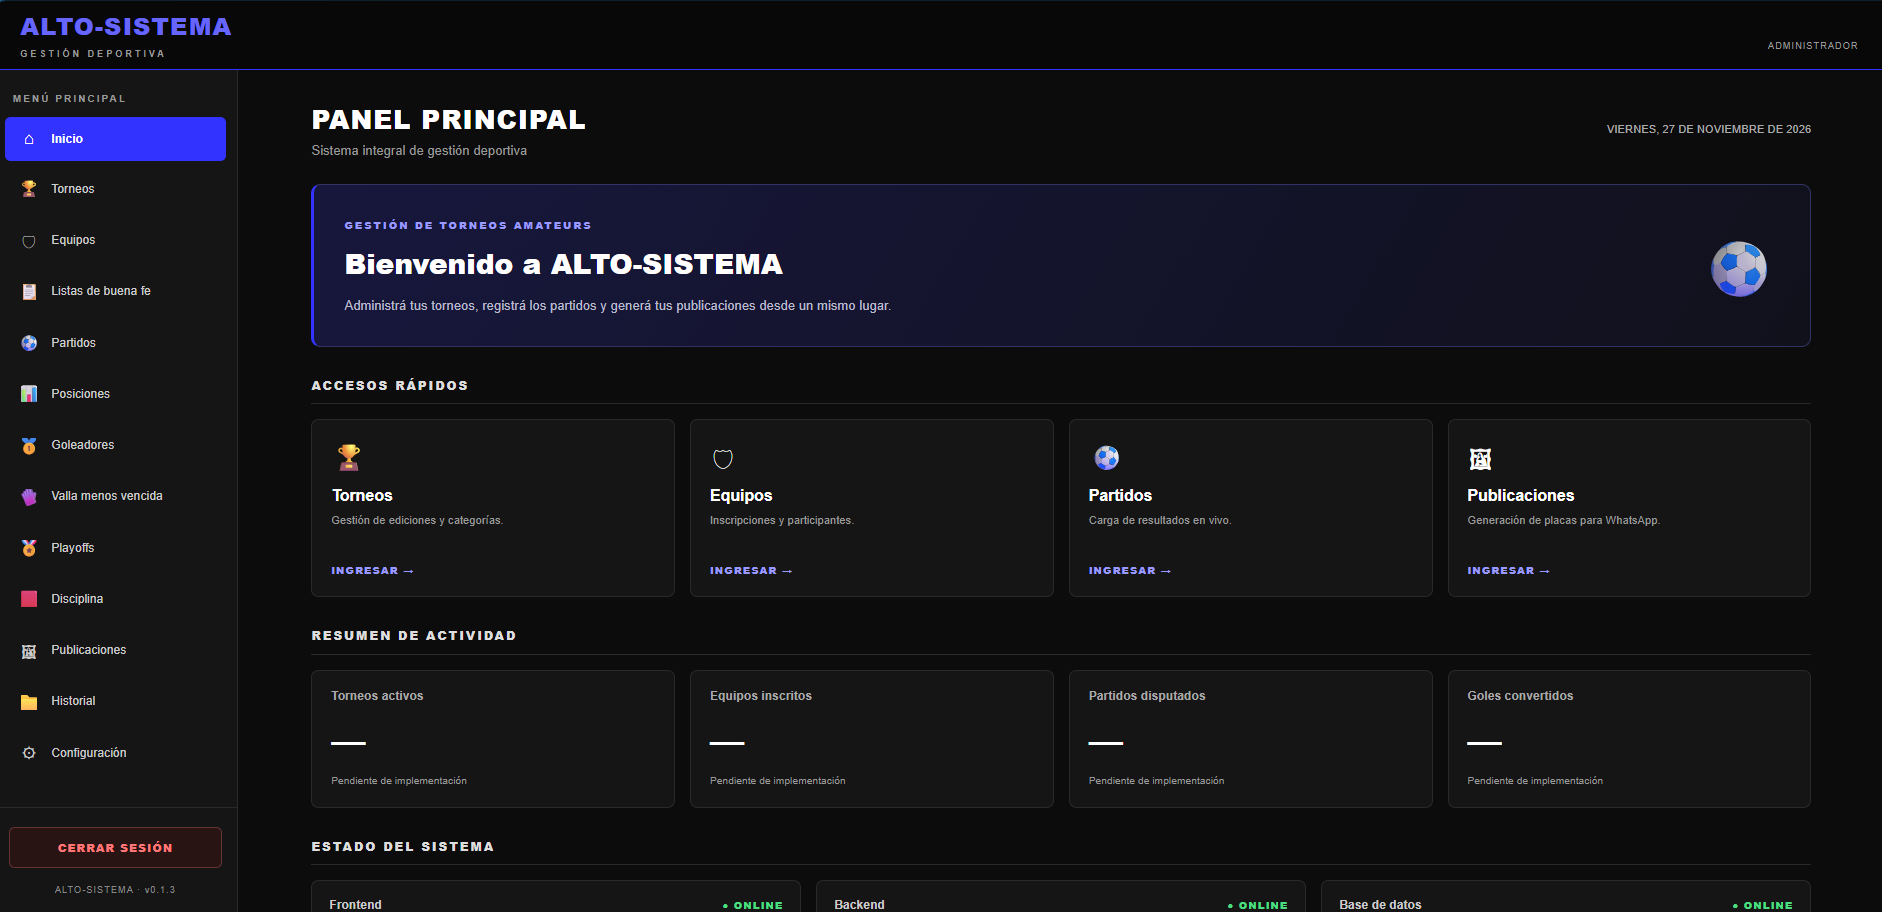 ALTO-SISTEMA
GESTIÓN DEPORTIVA
ADMINISTRADOR
MENÚ PRINCIPAL
Inicio
Torneos
Equipos
Listas de buena fe
Partidos
Posiciones
Goleadores
Valla menos vencida
Playoffs
Disciplina
Publicaciones
Historial
Configuración
CERRAR SESIÓN
ALTO-SISTEMA · v0.1.3
PANEL PRINCIPAL
Sistema integral de gestión deportiva
VIERNES, 27 DE NOVIEMBRE DE 2026
GESTIÓN DE TORNEOS AMATEURS
Bienvenido a ALTO-SISTEMA
Administrá tus torneos, registrá los partidos y generá tus publicaciones desde un mismo lugar.
ACCESOS RÁPIDOS
Torneos
Gestión de ediciones y categorías.
INGRESAR →
Equipos
Inscripciones y participantes.
INGRESAR →
Partidos
Carga de resultados en vivo.
INGRESAR →
Publicaciones
Generación de placas para WhatsApp.
INGRESAR →
RESUMEN DE ACTIVIDAD
Torneos activos
—
Pendiente de implementación
Equipos inscritos
—
Pendiente de implementación
Partidos disputados
—
Pendiente de implementación
Goles convertidos
—
Pendiente de implementación
ESTADO DEL SISTEMA
Frontend
● ONLINE
Backend
● ONLINE
Base de datos
● ONLINE